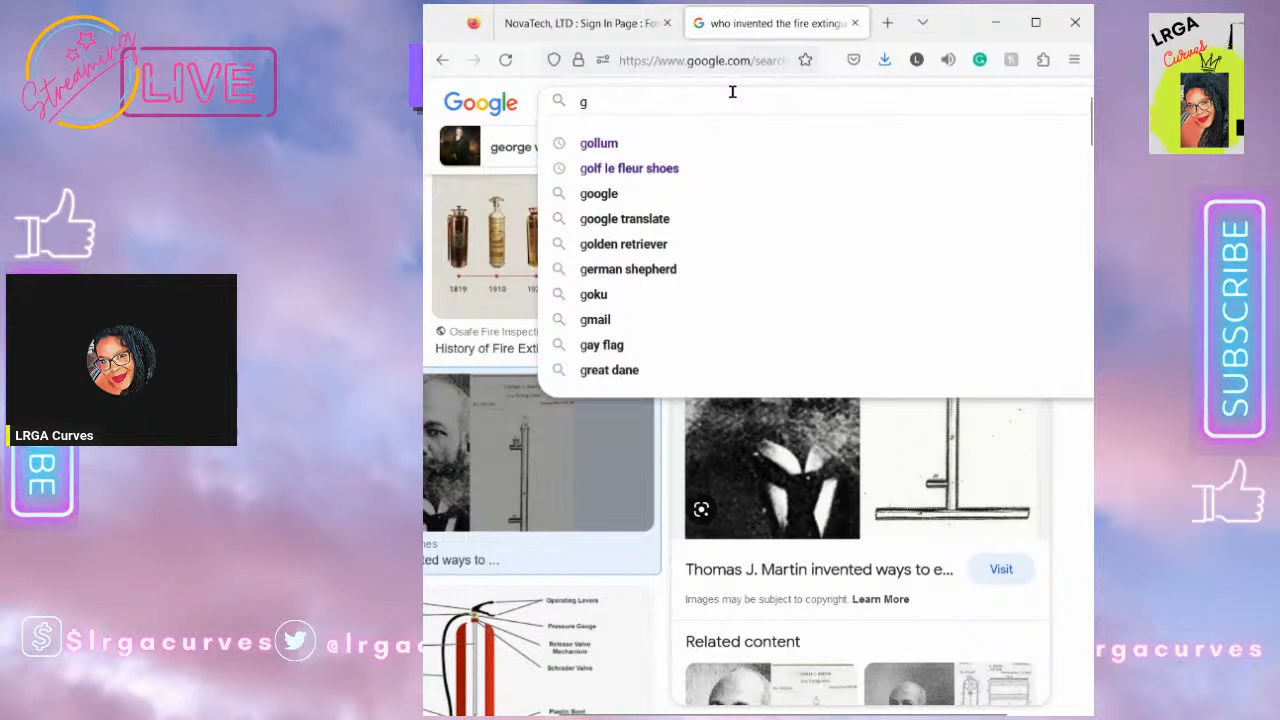 Streaming
LIVE
NovaTech, LTD : Sign In Page : For
who invented the fire extingu
https://www.google.com/search
LRGA
Curves
Google
g
george
gollum
golf le fleur shoes
google
google translate
golden retriever
german shepherd
goku
gmail
gay flag
great dane
1819
1910
Osafe Fire Inspecti
History of Fire Exti
LRGA Curves
BE
SUBSCRIBE
ted ways to ...
Thomas J. Martin invented ways to e...
Visit
Images may be subject to copyright. Learn More
Related content
Operating Levers
Pressure Gauge
Release Valve
Mechanism
Schrader Valve
$lrgacurves
@lrga
rgacurves